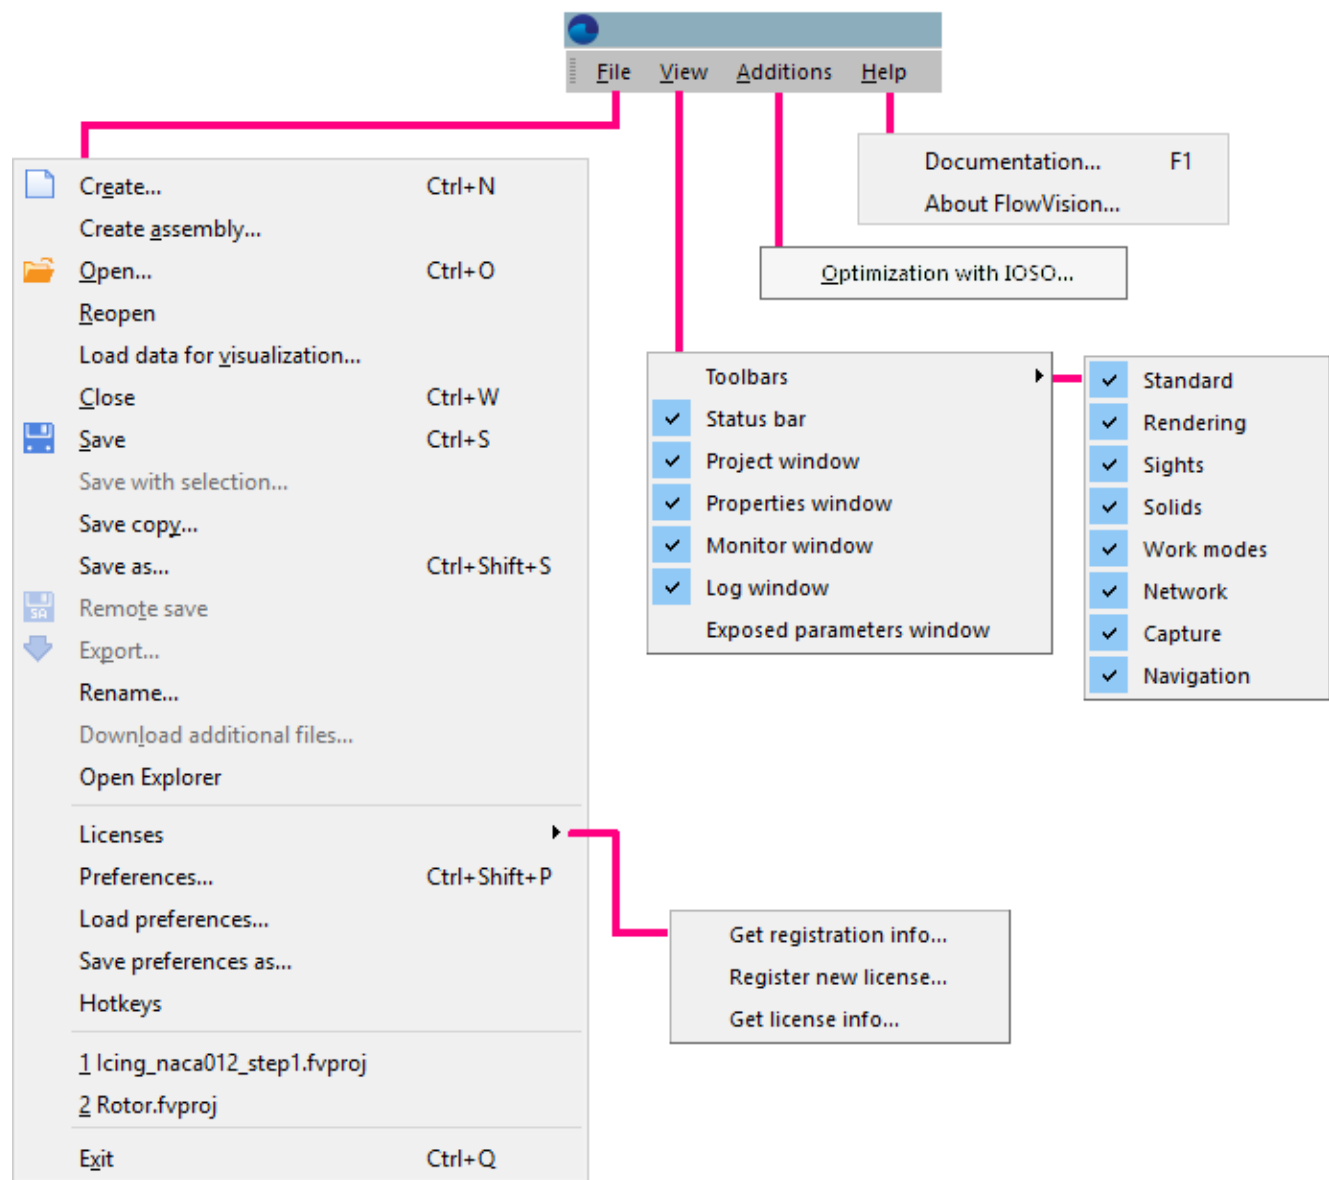 File View Additions Help
Create... Ctrl+N
Create assembly...
Open... Ctrl+O
Reopen
Load data for visualization...
Close Ctrl+W
Save Ctrl+S
Save with selection...
Save copy...
Save as... Ctrl+Shift+S
SA Remote save
Export...
Rename...
Download additional files...
Open Explorer
Licenses
Preferences... Ctrl+Shift+P
Load preferences...
Save preferences as...
Hotkeys
1 Icing_naca012_step1.fvproj
2 Rotor.fvproj
Exit Ctrl+Q
Documentation... F1
About FlowVision...
Optimization with IOSO...
Toolbars
Status bar
Project window
Properties window
Monitor window
Log window
Exposed parameters window
Standard
Rendering
Sights
Solids
Work modes
Network
Capture
Navigation
Get registration info...
Register new license...
Get license info...